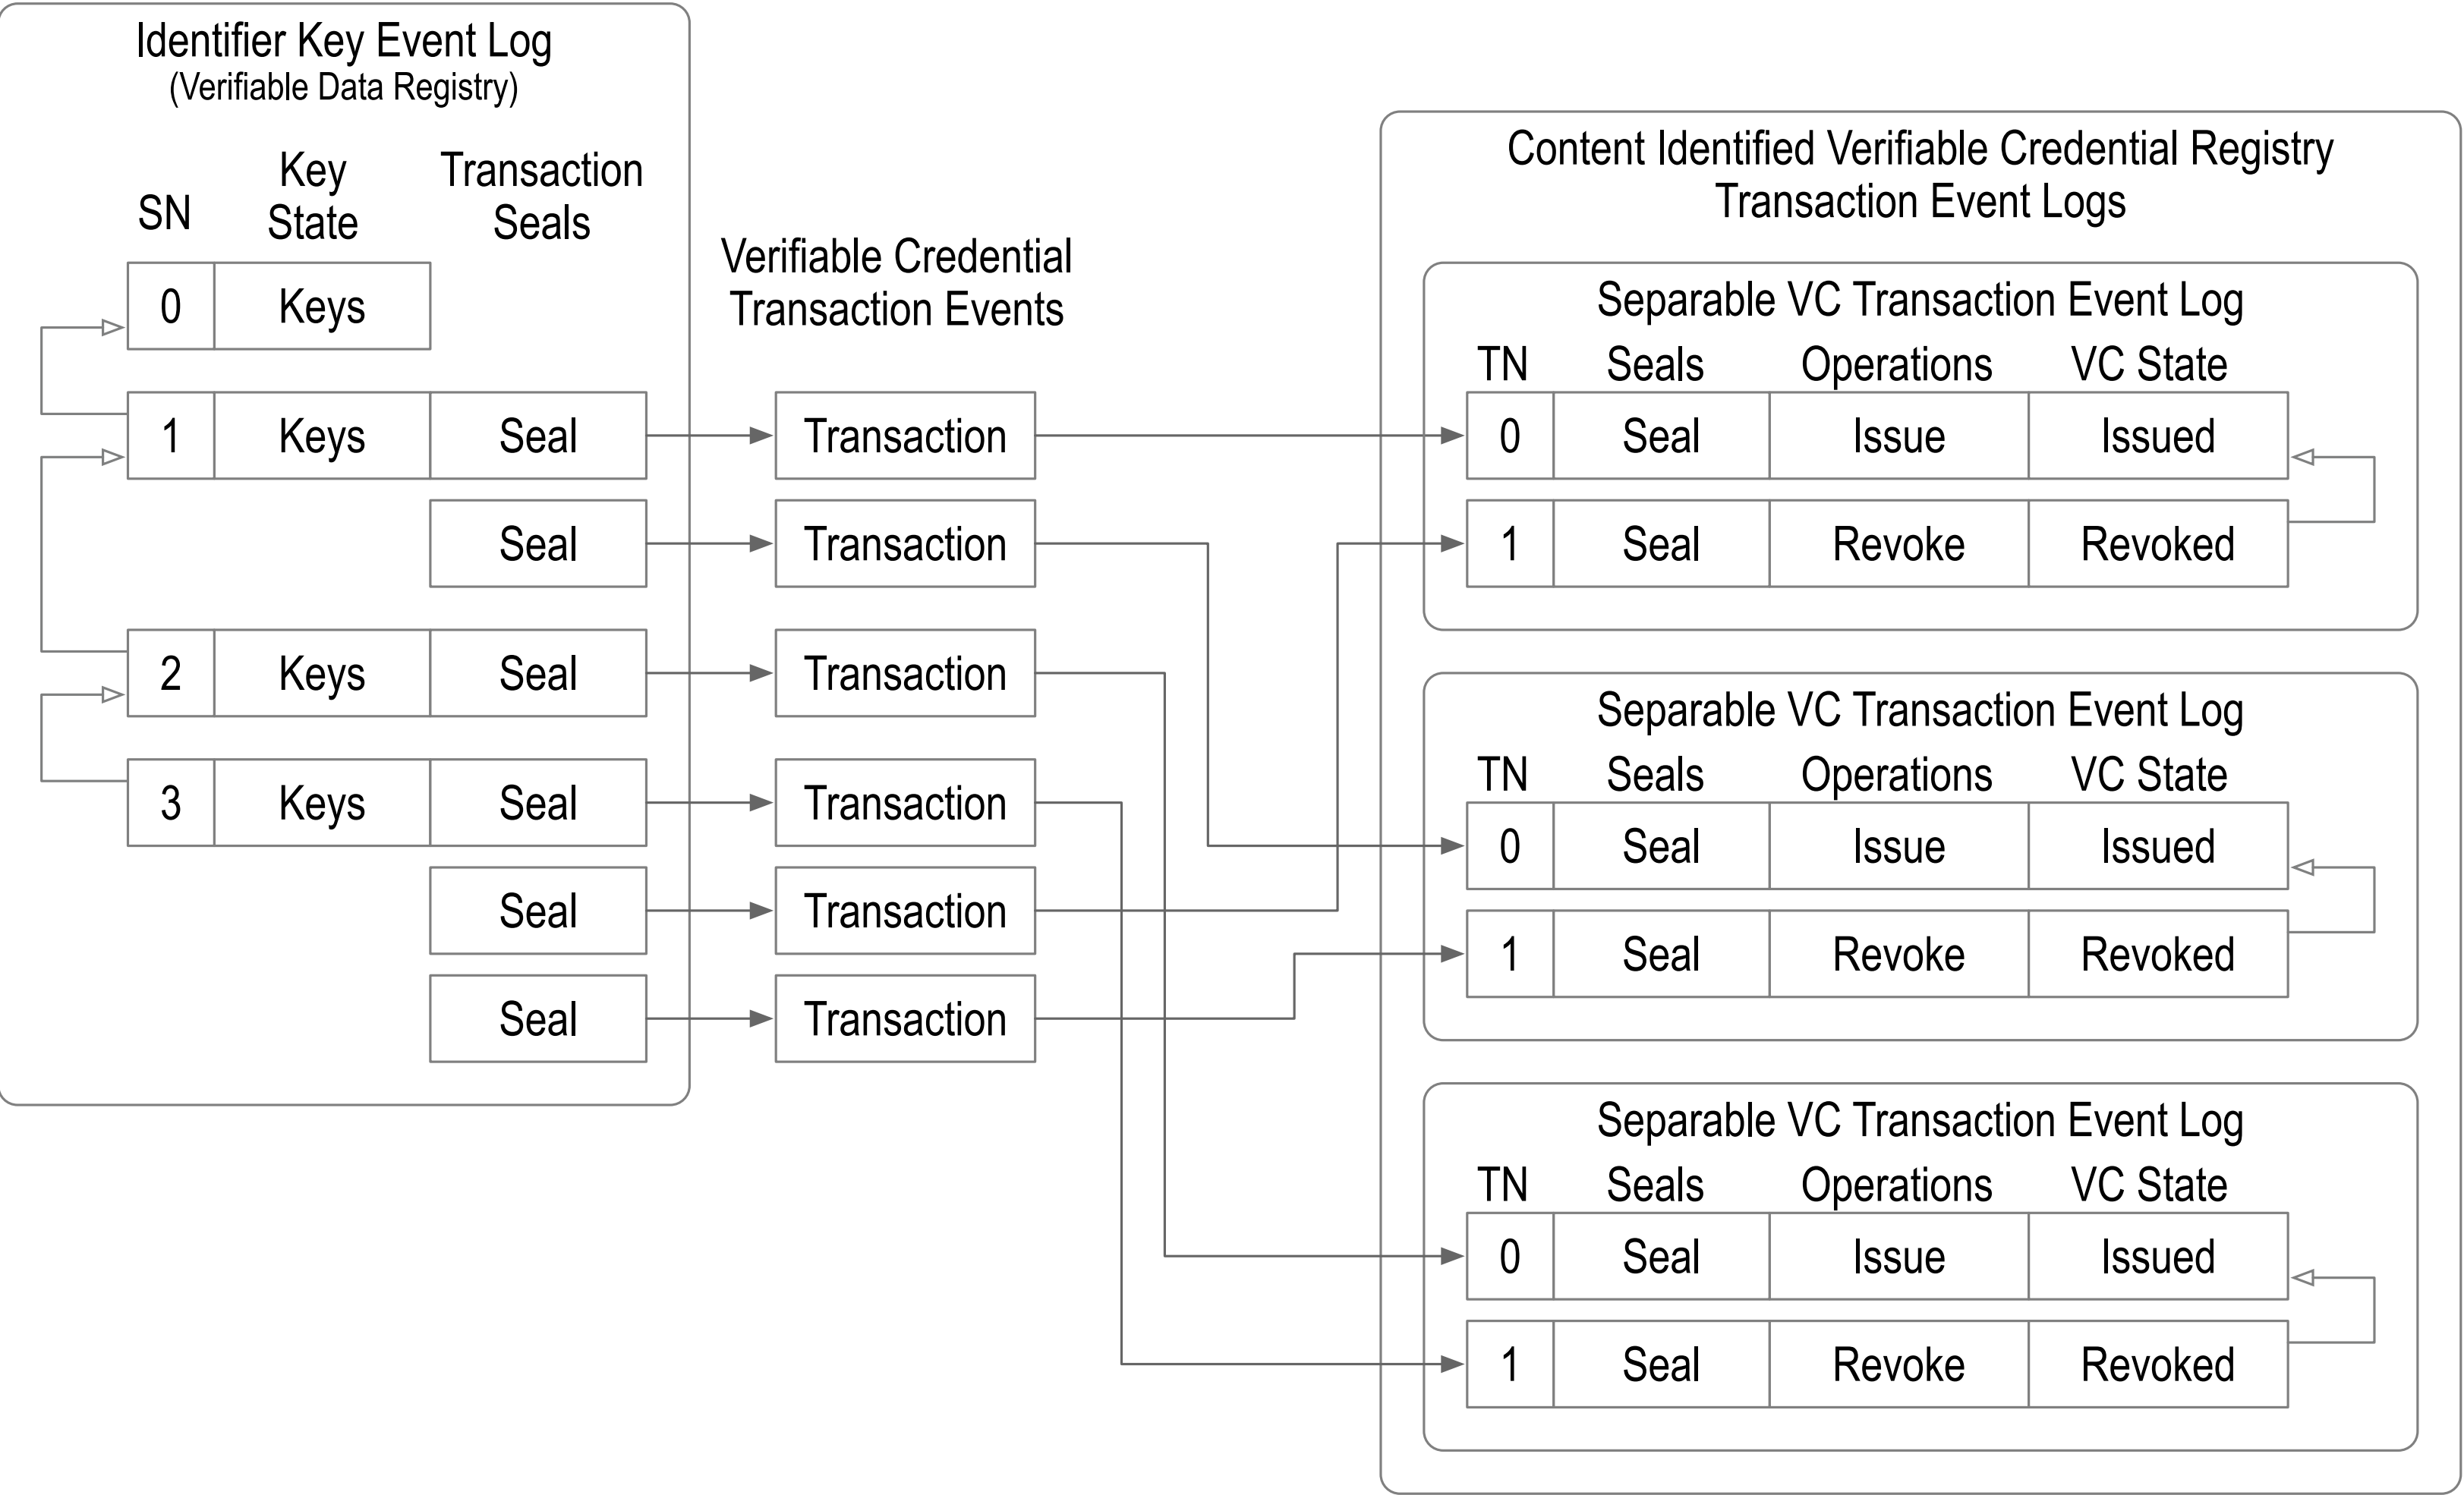 Identifier Key Event Log
(Verifiable Data Registry)
SN
Key
State
Transaction
Seals
0 Keys
1 Keys Seal
Seal
2 Keys Seal
3 Keys Seal
Seal
Seal
Verifiable Credential
Transaction Events
Transaction
Transaction
Transaction
Transaction
Transaction
Transaction
Content Identified Verifiable Credential Registry
Transaction Event Logs
Separable VC Transaction Event Log
TN Seals Operations VC State
0 Seal Issue Issued
1 Seal Revoke Revoked
Separable VC Transaction Event Log
TN Seals Operations VC State
0 Seal Issue Issued
1 Seal Revoke Revoked
Separable VC Transaction Event Log
TN Seals Operations VC State
0 Seal Issue Issued
1 Seal Revoke Revoked